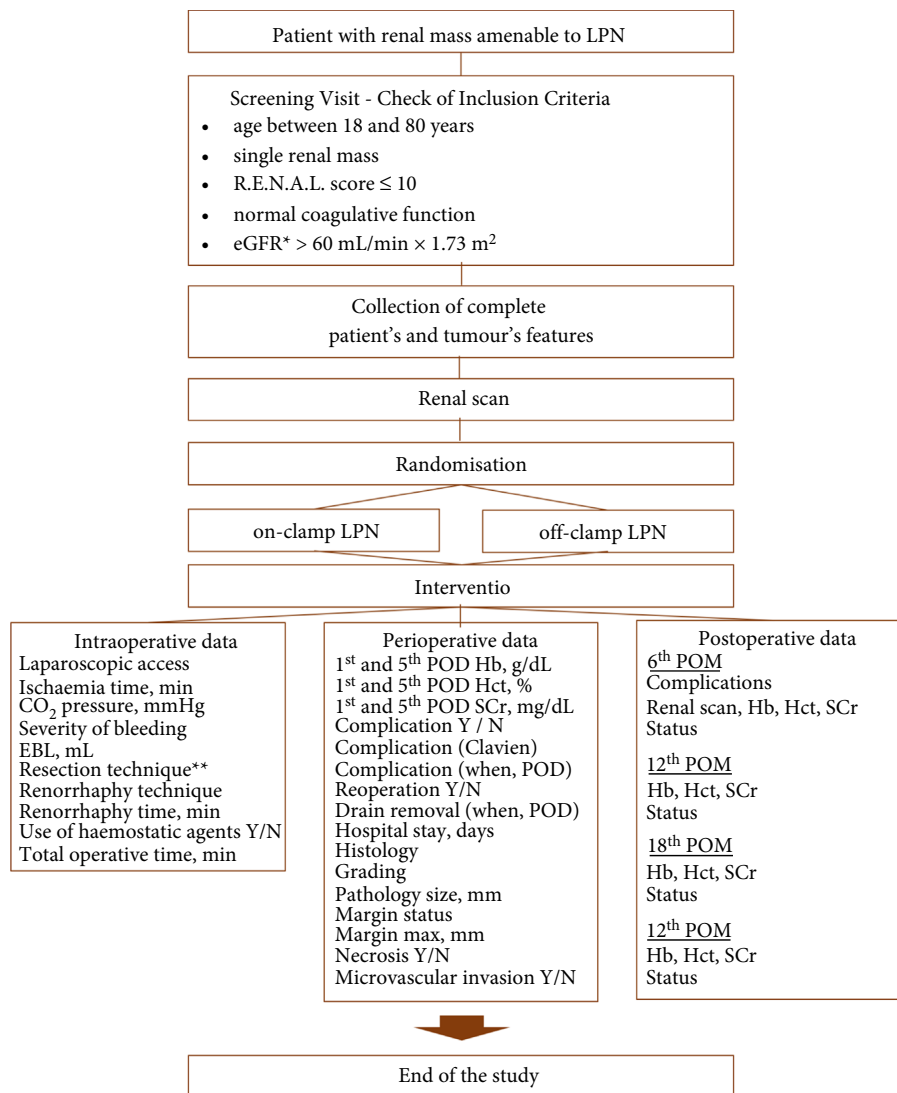 Patient with renal mass amenable to LPN
Screening Visit - Check of Inclusion Criteria
• age between 18 and 80 years
• single renal mass
• R.E.N.A.L. score ≤ 10
• normal coagulative function
• eGFR* > 60 mL/min × 1.73 m²
Collection of complete
patient's and tumour's features
Renal scan
Randomisation
on-clamp LPN
off-clamp LPN
Interventio
Intraoperative data
Laparoscopic access
Ischaemia time, min
CO₂ pressure, mmHg
Severity of bleeding
EBL, mL
Resection technique**
Renorrhaphy technique
Renorrhaphy time, min
Use of haemostatic agents Y/N
Total operative time, min
Perioperative data
1st and 5th POD Hb, g/dL
1st and 5th POD Hct, %
1st and 5th POD SCr, mg/dL
Complication Y / N
Complication (Clavien)
Complication (when, POD)
Reoperation Y/N
Drain removal (when, POD)
Hospital stay, days
Histology
Grading
Pathology size, mm
Margin status
Margin max, mm
Necrosis Y/N
Microvascular invasion Y/N
Postoperative data
6th POM
Complications
Renal scan, Hb, Hct, SCr
Status
12th POM
Hb, Hct, SCr
Status
18th POM
Hb, Hct, SCr
Status
12th POM
Hb, Hct, SCr
Status
End of the study